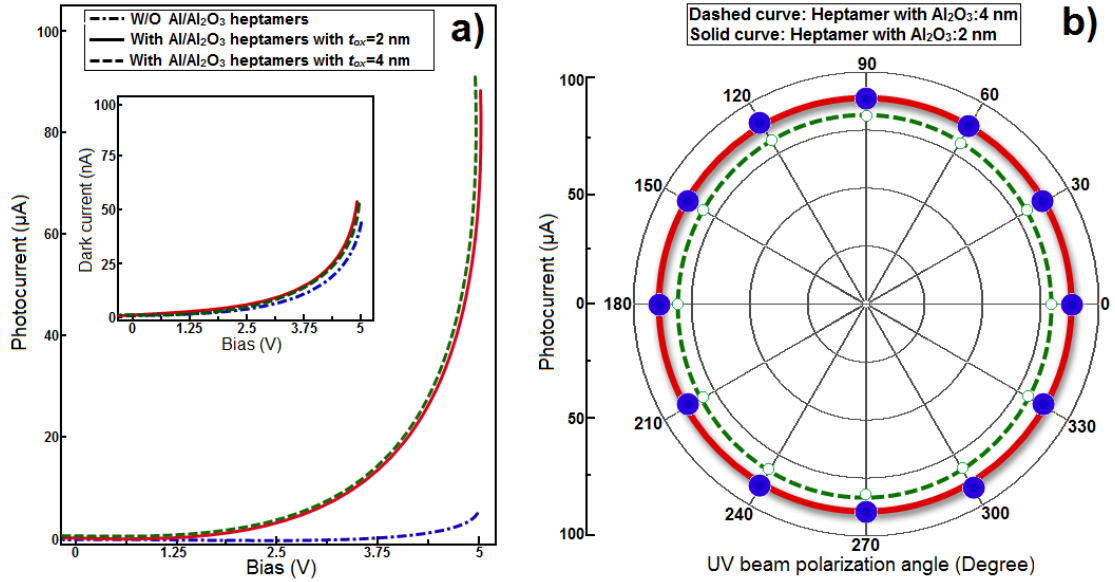 W/O Al/Al2O3 heptamers
With Al/Al2O3 heptamers with tox=2 nm
With Al/Al2O3 heptamers with tox=4 nm
a)
Photocurrent (µA)
100
80
60
40
20
0
0
1.25
2.5
3.75
5
Bias (V)
Dark current (nA)
100
75
50
25
0
0
1.25
2.5
3.75
5
Bias (V)
Dashed curve: Heptamer with Al2O3:4 nm
Solid curve: Heptamer with Al2O3:2 nm
b)
Photocurrent (µA)
100
50
0
50
100
90
60
30
0
330
300
270
240
210
180
150
120
UV beam polarization angle (Degree)